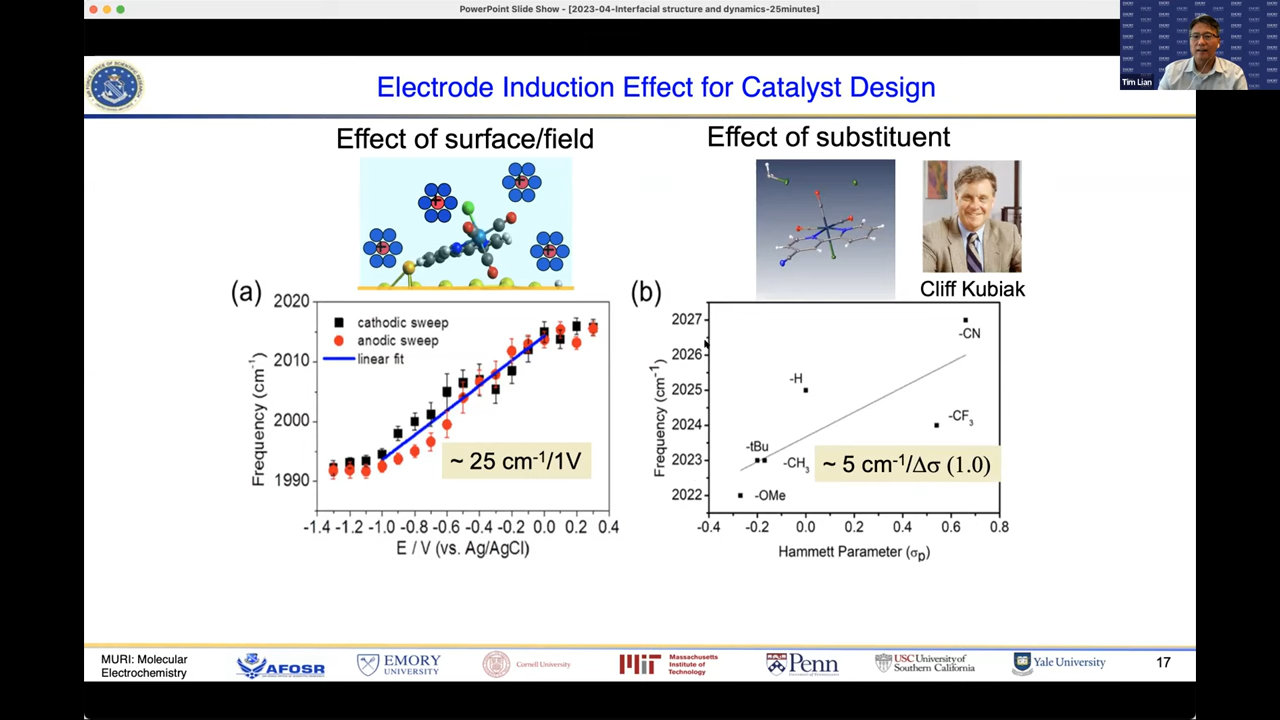 PowerPoint Slide Show - [2023-04-Interfacial structure and dynamics-25minutes]
Tim Lian
Electrode Induction Effect for Catalyst Design
Effect of surface/field
Effect of substituent
Cliff Kubiak
(a)
2020
2010
2000
1990
Frequency (cm⁻¹)
cathodic sweep
anodic sweep
linear fit
~ 25 cm⁻¹/1V
-1.4 -1.2 -1.0 -0.8 -0.6 -0.4 -0.2 0.0 0.2 0.4
E / V (vs. Ag/AgCl)
(b)
2027
2026
2025
2024
2023
2022
Frequency (cm⁻¹)
-CN
-H
-CF₃
-tBu
-CH₃
-OMe
~ 5 cm⁻¹/Δσ (1.0)
-0.4 -0.2 0.0 0.2 0.4 0.6 0.8
Hammett Parameter (σₚ)
MURI: Molecular
Electrochemistry
AFOSR
EMORY
UNIVERSITY
Cornell University
MIT
Massachusetts
Institute of
Technology
Penn
USC University of
Southern California
Yale University
17